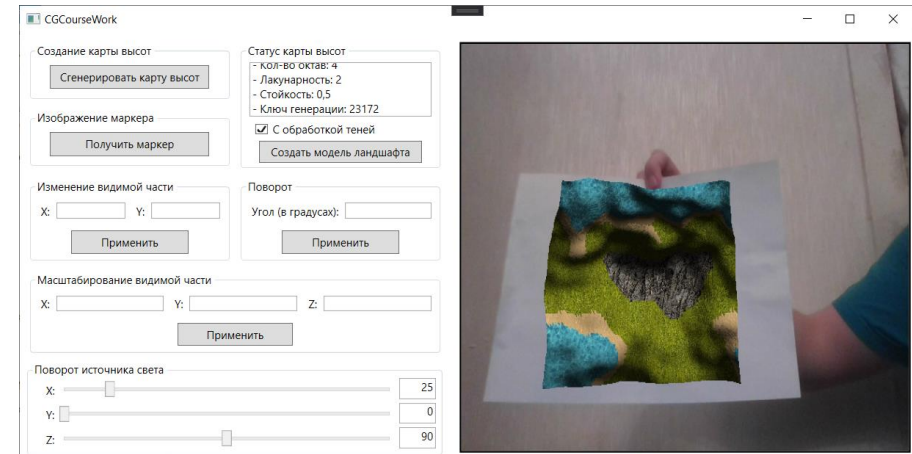 CGCourseWork
Создание карты высот
Сгенерировать карту высот
Статус карты высот
- Кол-во октав: 4
- Лакунарность: 2
- Стойкость: 0,5
- Ключ генерации: 23172
С обработкой теней
Создать модель ландшафта
Изображение маркера
Получить маркер
Изменение видимой части
X: Y:
Применить
Поворот
Угол (в градусах):
Применить
Масштабирование видимой части
X: Y: Z:
Применить
Поворот источника света
X: 25
Y: 0
Z: 90